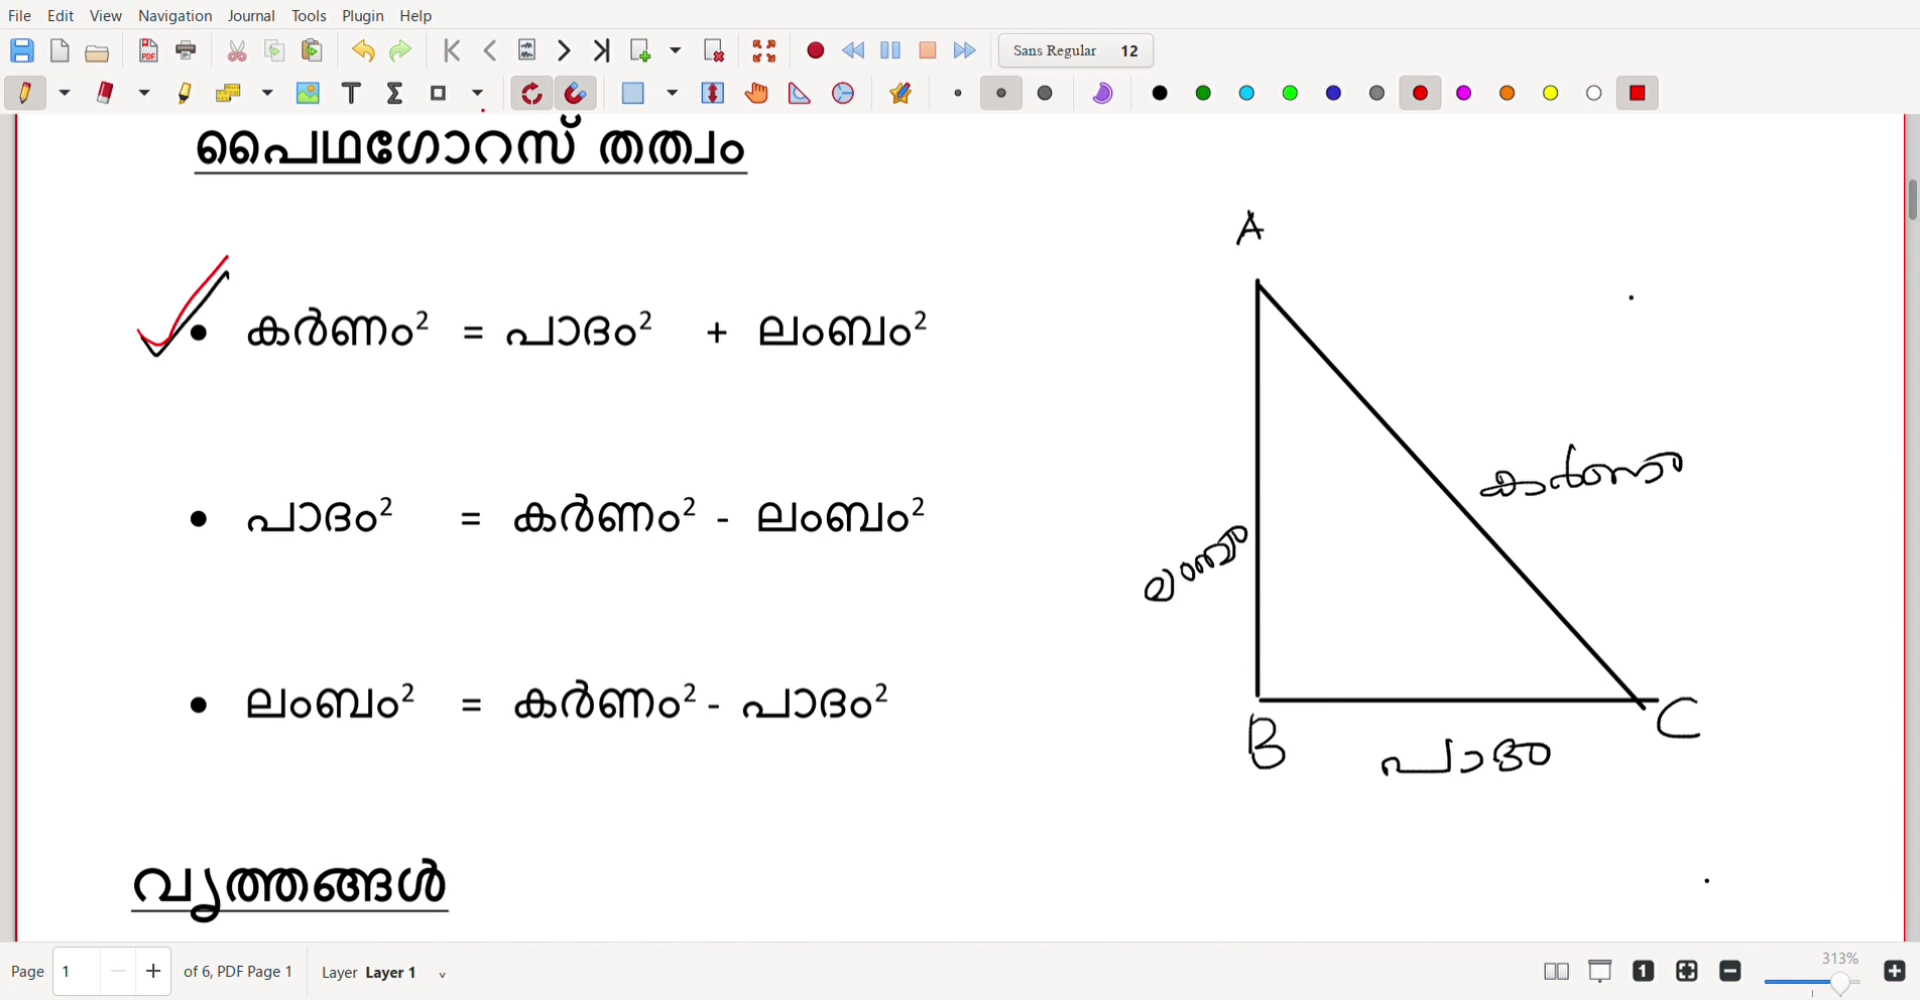 File Edit View Navigation Journal Tools Plugin Help
Sans Regular 12
പൈഥഗോറസ് തത്വം
A
കർണം² = പാദം² + ലംബം²
കർണം
പാദം² = കർണം² - ലംബം²
ലംബം
ലംബം² = കർണം² - പാദം²
B
C
പാദം
വൃത്തങ്ങൾ
Page 1 of 6, PDF Page 1 Layer Layer 1 313%